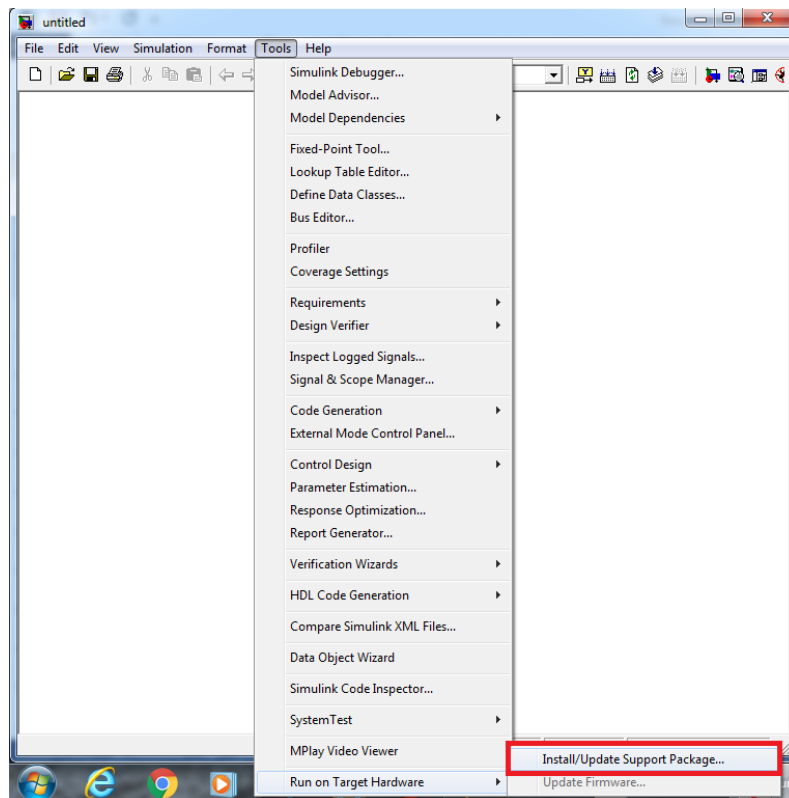 untitled
File Edit View Simulation Format Tools Help
Simulink Debugger...
Model Advisor...
Model Dependencies
Fixed-Point Tool...
Lookup Table Editor...
Define Data Classes...
Bus Editor...
Profiler
Coverage Settings
Requirements
Design Verifier
Inspect Logged Signals...
Signal & Scope Manager...
Code Generation
External Mode Control Panel...
Control Design
Parameter Estimation...
Response Optimization...
Report Generator...
Verification Wizards
HDL Code Generation
Compare Simulink XML Files...
Data Object Wizard
Simulink Code Inspector...
SystemTest
MPlay Video Viewer
Run on Target Hardware
Install/Update Support Package...
Update Firmware...